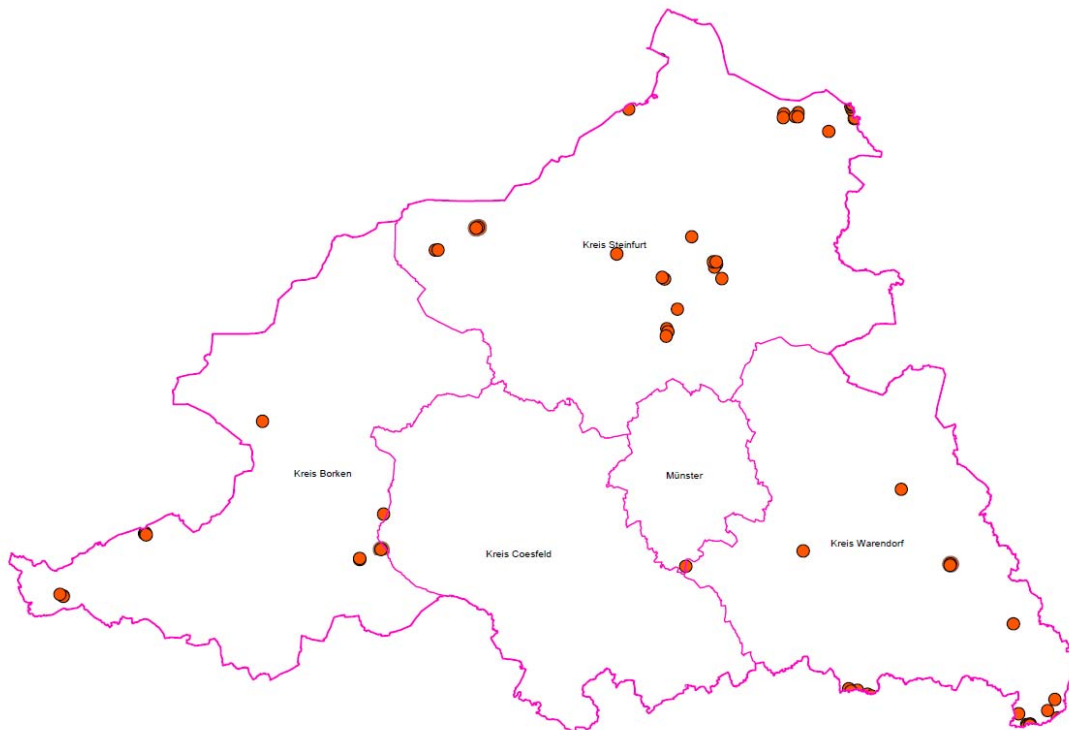 Kreis Steinfurt
Kreis Borken
Münster
Kreis Coesfeld
Kreis Warendorf